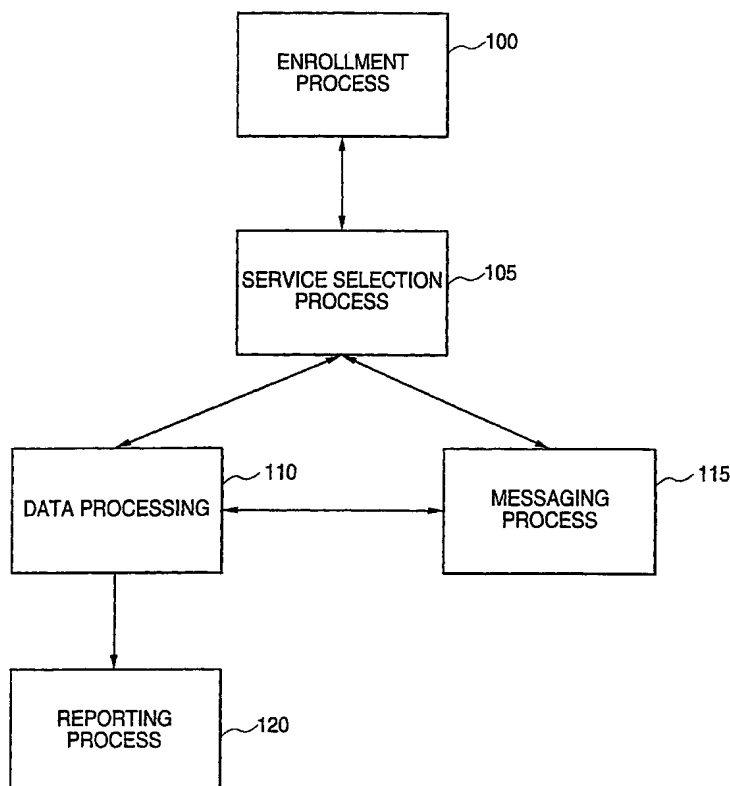 ENROLLMENT
PROCESS
100
SERVICE SELECTION
PROCESS
105
DATA PROCESSING
110
MESSAGING
PROCESS
115
REPORTING
PROCESS
120